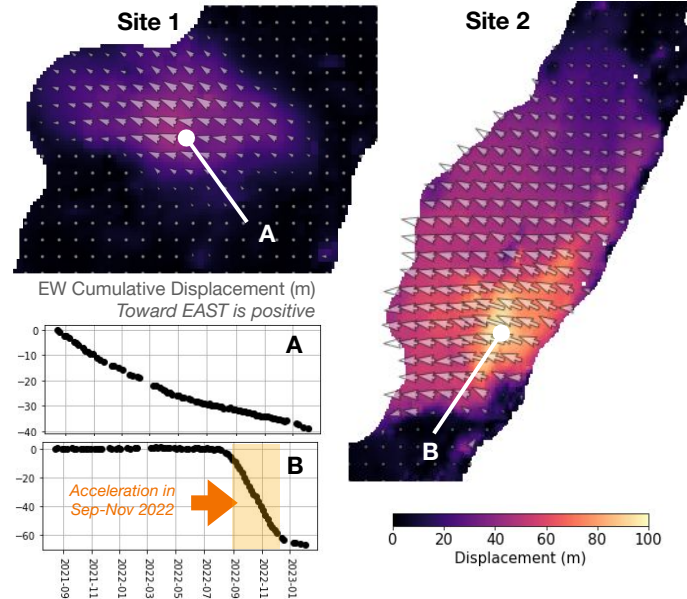 Site 1
Site 2
A
B
EW Cumulative Displacement (m)
Toward EAST is positive
A
0
−10
−20
−30
−40
B
0
−20
−40
−60
Acceleration in
Sep-Nov 2022
2021-09
2021-11
2022-01
2022-03
2022-05
2022-07
2022-09
2022-11
2023-01
0 20 40 60 80 100
Displacement (m)